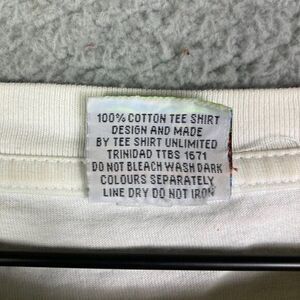 100% COTTON TEE SHIRT
DESIGN AND MADE
BY TEE SHIRT UNLIMITED
TRINIDAD TTBS 1671
DO NOT BLEACH WASH DARK
COLOURS SEPARATELY
LINE DRY DO NOT IRON